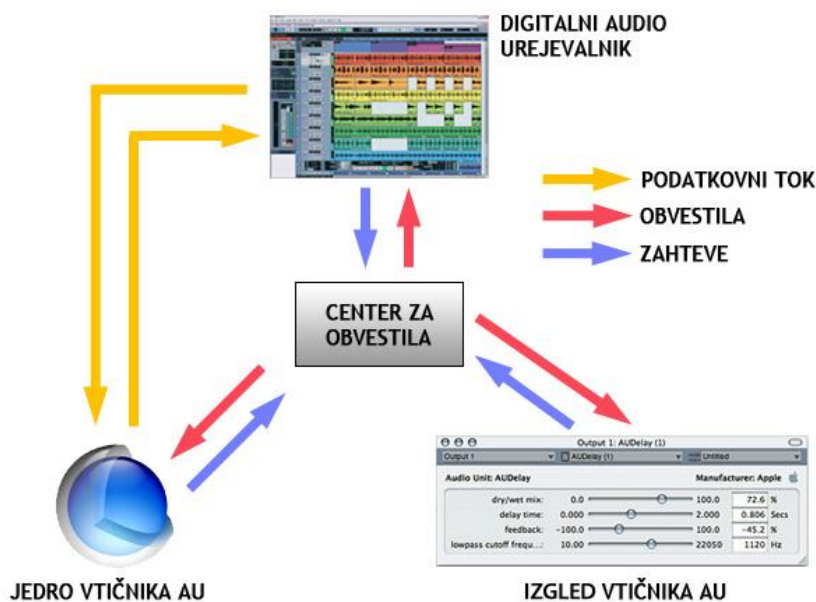 DIGITALNI AUDIO
UREJEVALNIK
PODATKOVNI TOK
OBVESTILA
ZAHTEVE
CENTER ZA
OBVESTILA
Output 1: AUDelay (1)
Output 1 AUDelay (1) Untitled
Audio Unit: AUDelay Manufacturer: Apple
dry/wet mix: 0.0 100.0 72.6 %
delay time: 0.000 2.000 0.806 Secs
feedback: -100.0 100.0 -45.2 %
lowpass cutoff frequ...: 10.00 22050 1120 Hz
JEDRO VTIČNIKA AU
IZGLED VTIČNIKA AU